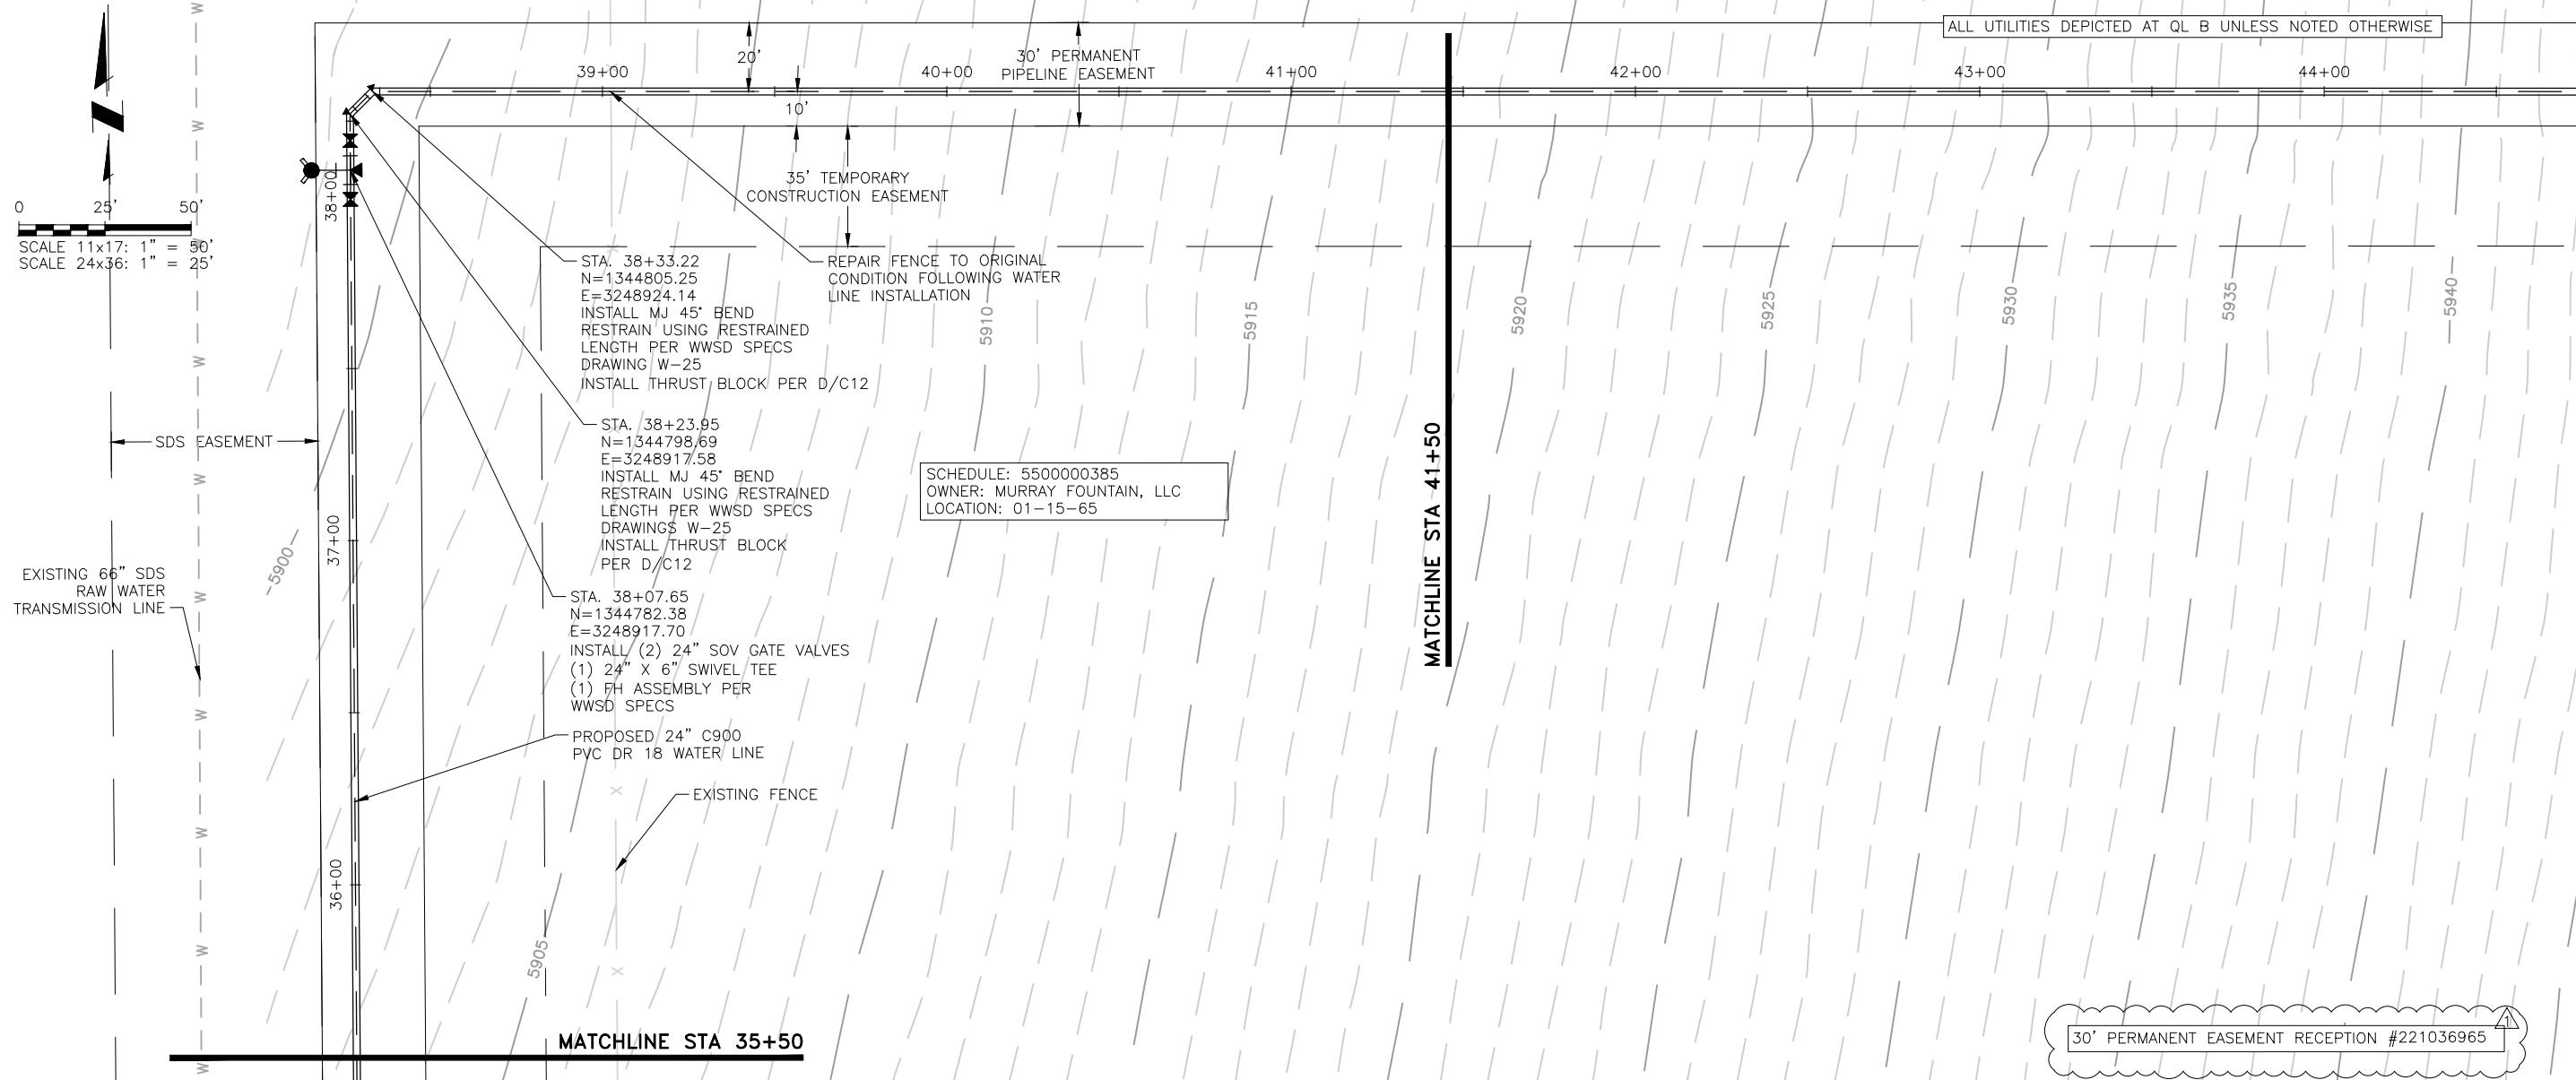 ALL UTILITIES DEPICTED AT QL B UNLESS NOTED OTHERWISE
20'
30' PERMANENT
PIPELINE EASEMENT
39+00
40+00
41+00
42+00
43+00
44+00
10'
35' TEMPORARY
CONSTRUCTION EASEMENT
38+00
0 25' 50'
SCALE 11x17: 1" = 50'
SCALE 24x36: 1" = 25'
STA. 38+33.22
N=1344805.25
E=3248924.14
INSTALL MJ 45° BEND
RESTRAIN USING RESTRAINED
LENGTH PER WWSD SPECS
DRAWING W-25
INSTALL THRUST BLOCK PER D/C12
REPAIR FENCE TO ORIGINAL
CONDITION FOLLOWING WATER
LINE INSTALLATION
5910
5915
5920
5925
5930
5935
5940
STA. 38+23.95
N=1344798.69
E=3248917.58
INSTALL MJ 45° BEND
RESTRAIN USING RESTRAINED
LENGTH PER WWSD SPECS
DRAWINGS W-25
INSTALL THRUST BLOCK
PER D/C12
SDS EASEMENT
SCHEDULE: 5500000385
OWNER: MURRAY FOUNTAIN, LLC
LOCATION: 01-15-65
MATCHLINE STA 41+50
37+00
5900
EXISTING 66" SDS
RAW WATER
TRANSMISSION LINE
STA. 38+07.65
N=1344782.38
E=3248917.70
INSTALL (2) 24" SOV GATE VALVES
(1) 24" X 6" SWIVEL TEE
(1) FH ASSEMBLY PER
WWSD SPECS
PROPOSED 24" C900
PVC DR 18 WATER LINE
EXISTING FENCE
36+00
5905
W
W
W
W
W
W
W
W
W
W
X
X
MATCHLINE STA 35+50
1
30' PERMANENT EASEMENT RECEPTION #221036965